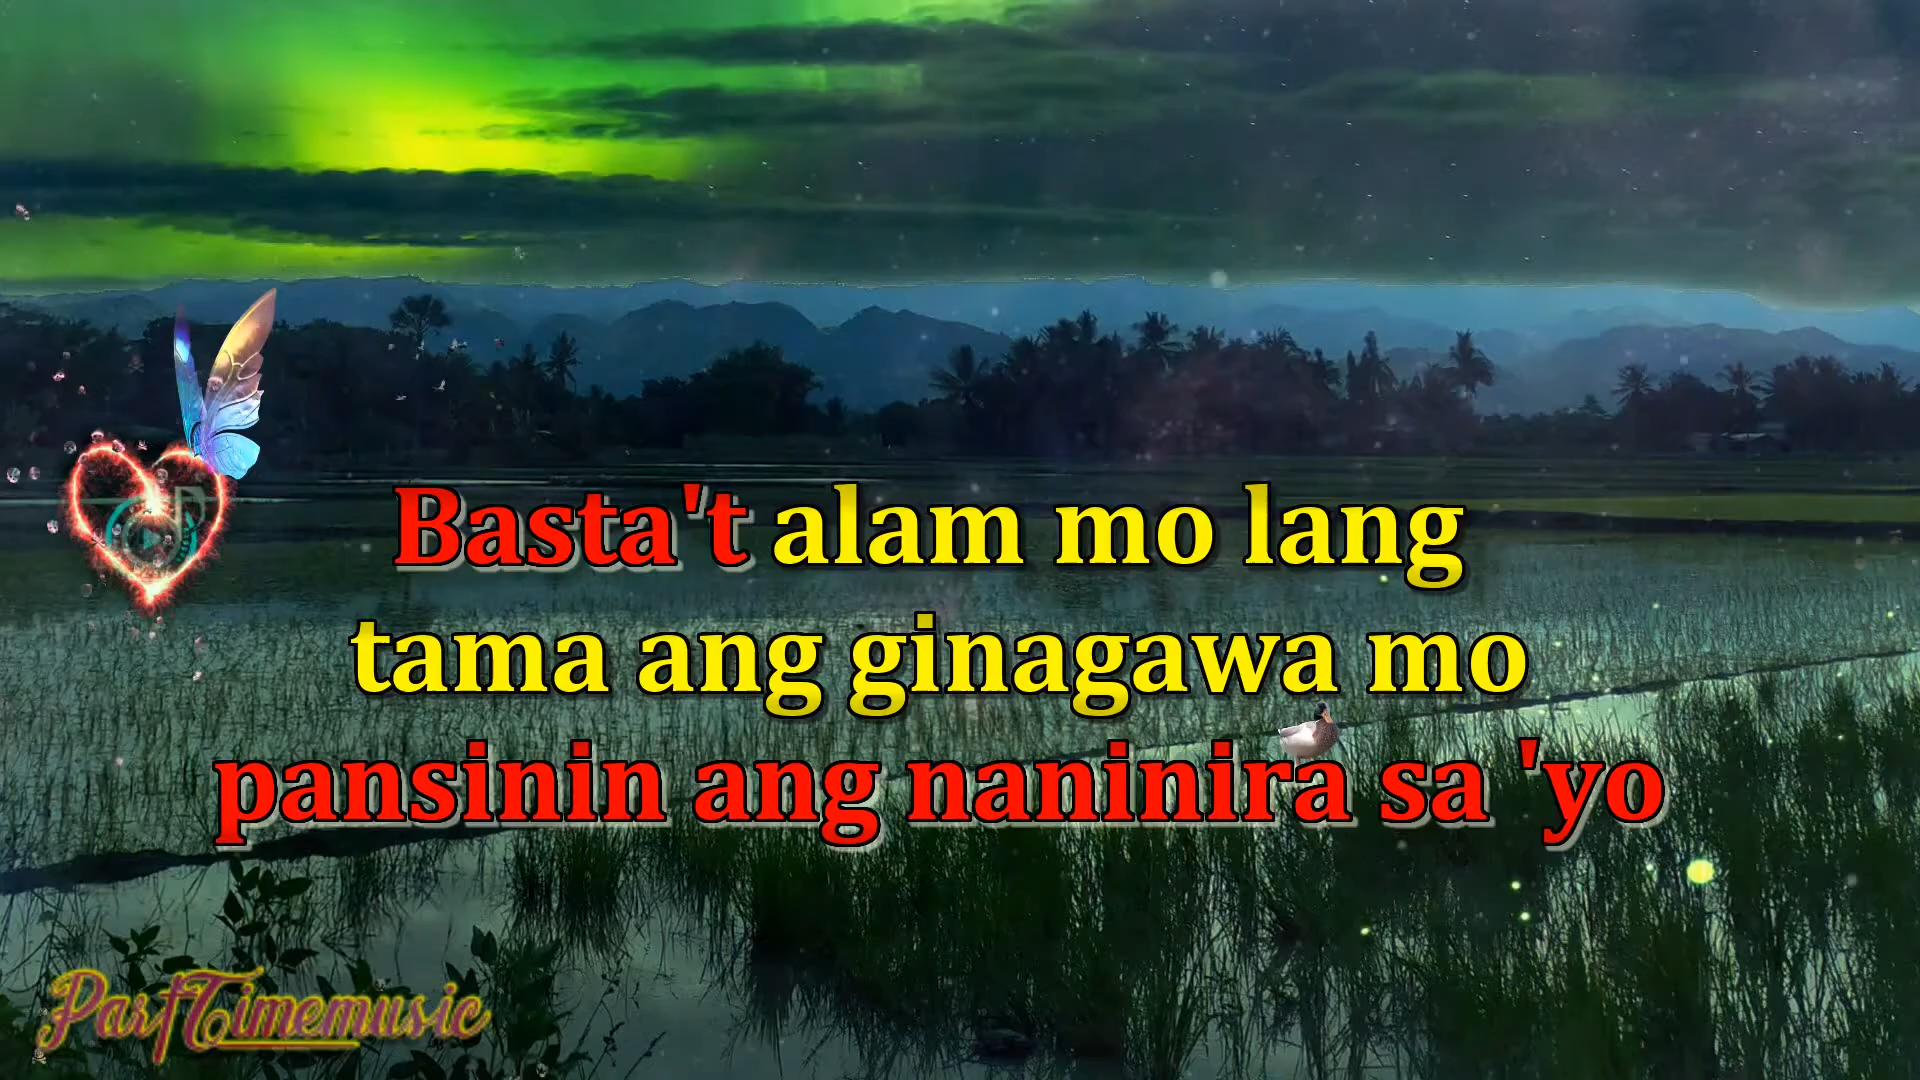 Basta't alam mo lang
tama ang ginagawa mo
pansinin ang naninira sa 'yo
PartTimemusic